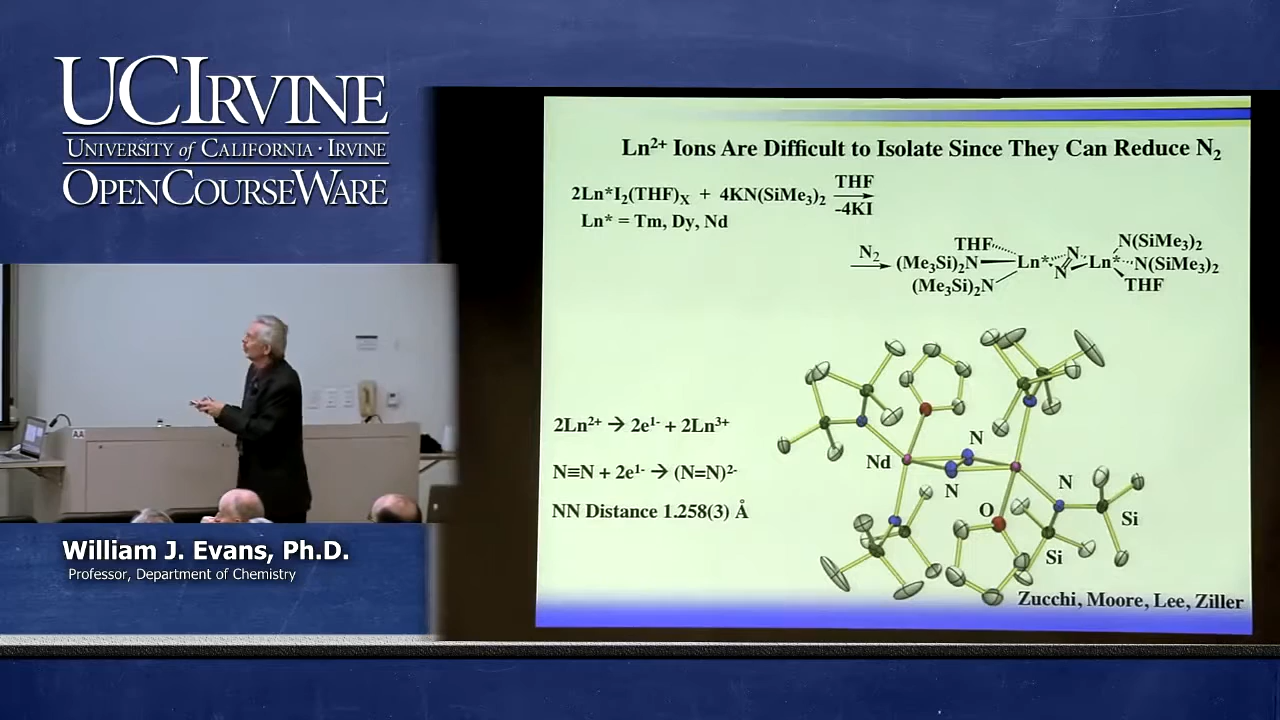 UCIRVINE
UNIVERSITY of CALIFORNIA · IRVINE
OPENCOURSEWARE
William J. Evans, Ph.D.
Professor, Department of Chemistry
Ln²⁺ Ions Are Difficult to Isolate Since They Can Reduce N₂
2Ln*I₂(THF)ₓ + 4KN(SiMe₃)₂ THF
-4KI
Ln* = Tm, Dy, Nd
N₂
THF
(Me₃Si)₂N
(Me₃Si)₂N
Ln*
N
N
Ln*
N(SiMe₃)₂
N(SiMe₃)₂
THF
2Ln²⁺ → 2e¹⁻ + 2Ln³⁺
N≡N + 2e¹⁻ → (N=N)²⁻
NN Distance 1.258(3) Å
Nd
N
N
N
O
Si
Si
Zucchi, Moore, Lee, Ziller